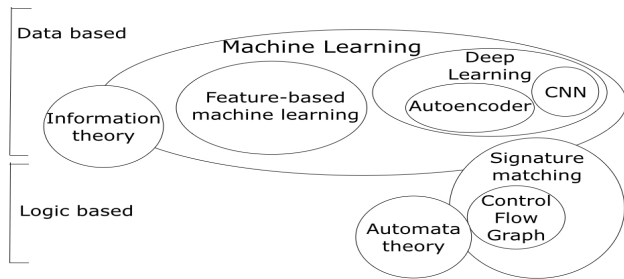 Data based
Machine Learning
Deep
Learning
CNN
Autoencoder
Feature-based
machine learning
Information
theory
Signature
matching
Logic based
Control
Flow
Graph
Automata
theory